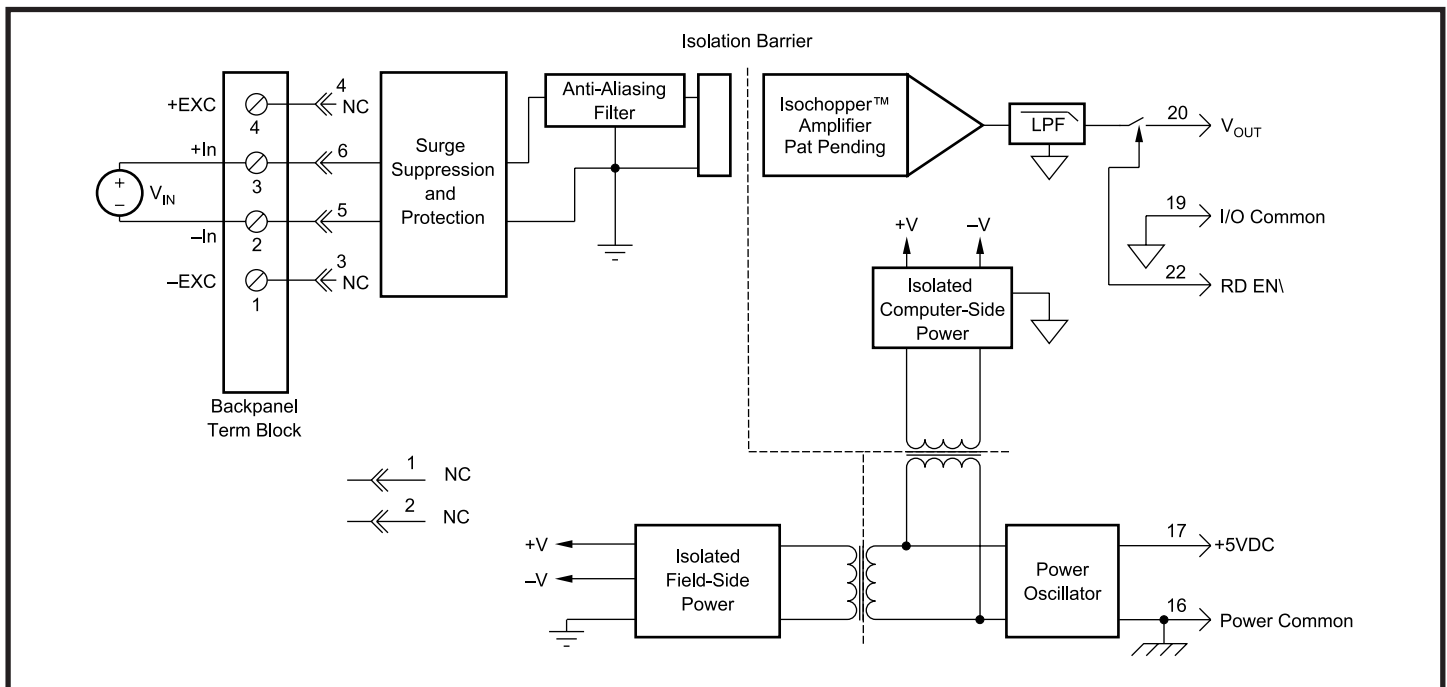 Isolation Barrier
+EXC
4
4
NC
+In
3
6
+
−
V_IN
–In
2
5
–EXC
1
3
NC
Backpanel
Term Block
Surge
Suppression
and
Protection
Anti-Aliasing
Filter
Isochopper™
Amplifier
Pat Pending
LPF
20
V_OUT
19
I/O Common
22
RD EN\
+V
–V
Isolated
Computer-Side
Power
1
NC
2
NC
+V
–V
Isolated
Field-Side
Power
Power
Oscillator
17
+5VDC
16
Power Common